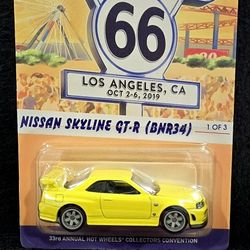 66
LOS ANGELES, CA
OCT 2-6, 2019
NISSAN SKYLINE GT-R (BNR34)
1 OF 3
33rd ANNUAL HOT WHEELS COLLECTORS CONVENTION